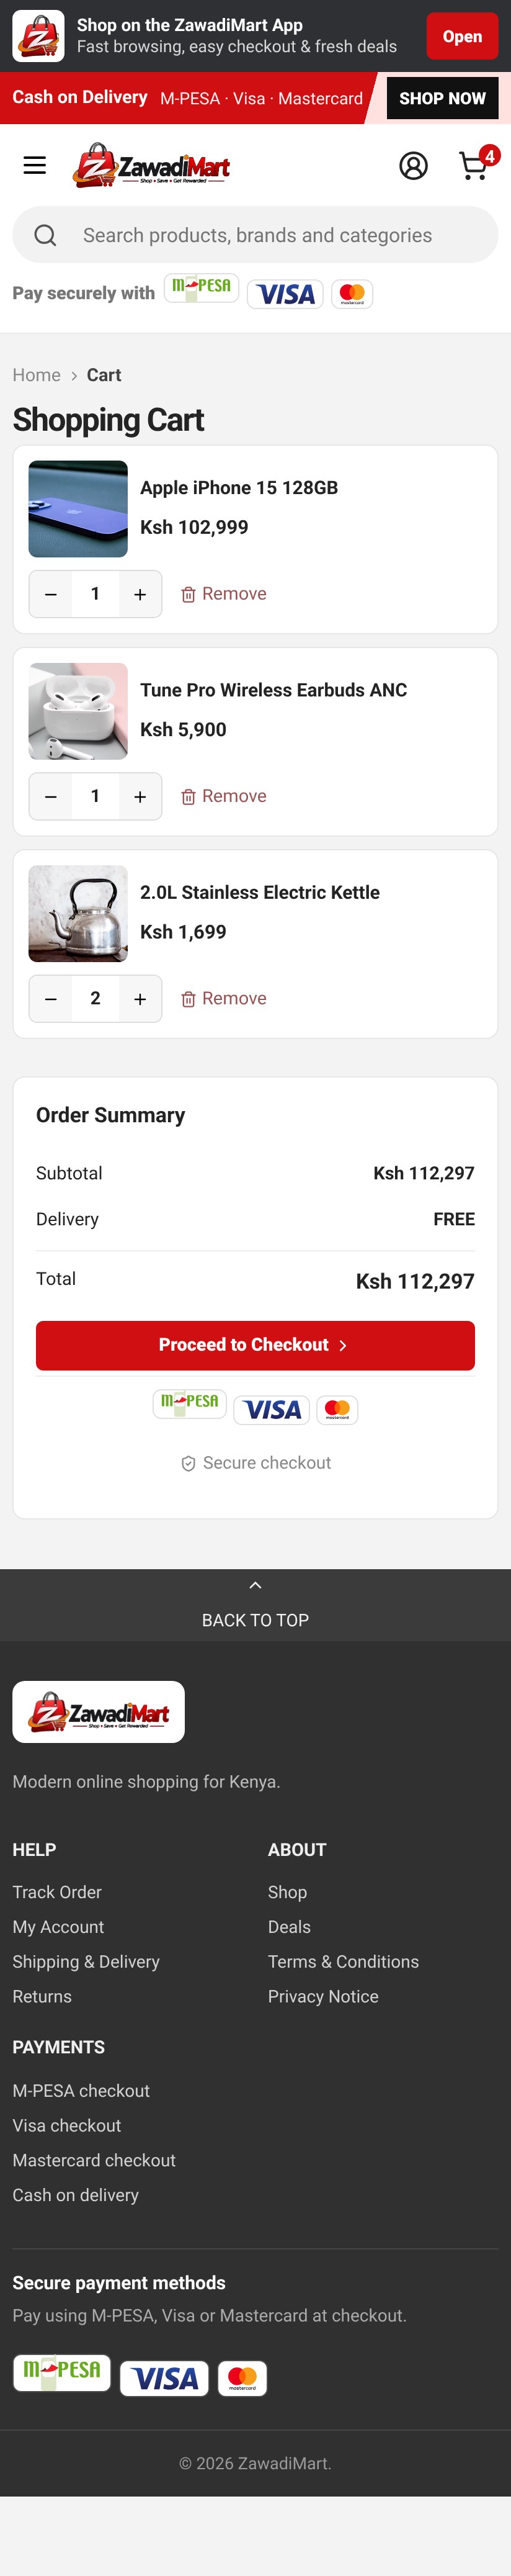 Shop on the ZawadiMart App
Fast browsing, easy checkout & fresh deals
Open
Cash on Delivery M-PESA · Visa · Mastercard
SHOP NOW
ZawadiMart
Shop • Save • Get Rewarded
4
Search products, brands and categories
Pay securely with M-PESA VISA mastercard
Home > Cart
Shopping Cart
Apple iPhone 15 128GB
Ksh 102,999
− 1 + Remove
Tune Pro Wireless Earbuds ANC
Ksh 5,900
− 1 + Remove
2.0L Stainless Electric Kettle
Ksh 1,699
− 2 + Remove
Order Summary
Subtotal Ksh 112,297
Delivery FREE
Total Ksh 112,297
Proceed to Checkout >
M-PESA VISA mastercard
Secure checkout
BACK TO TOP
ZawadiMart
Shop • Save • Get Rewarded
Modern online shopping for Kenya.
HELP
Track Order
My Account
Shipping & Delivery
Returns
ABOUT
Shop
Deals
Terms & Conditions
Privacy Notice
PAYMENTS
M-PESA checkout
Visa checkout
Mastercard checkout
Cash on delivery
Secure payment methods
Pay using M-PESA, Visa or Mastercard at checkout.
M-PESA VISA mastercard
© 2026 ZawadiMart.